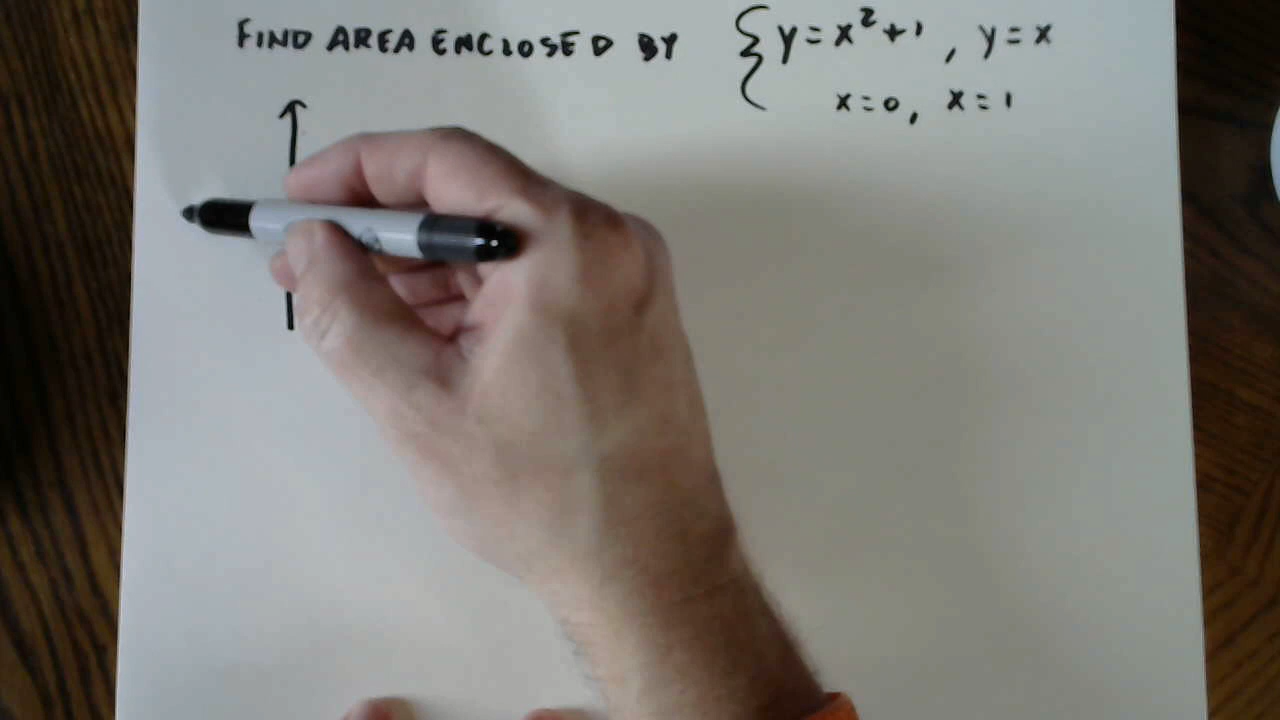 FIND AREA ENCLOSED BY { y = x² + 1 , y = x
x = 0 , x = 1